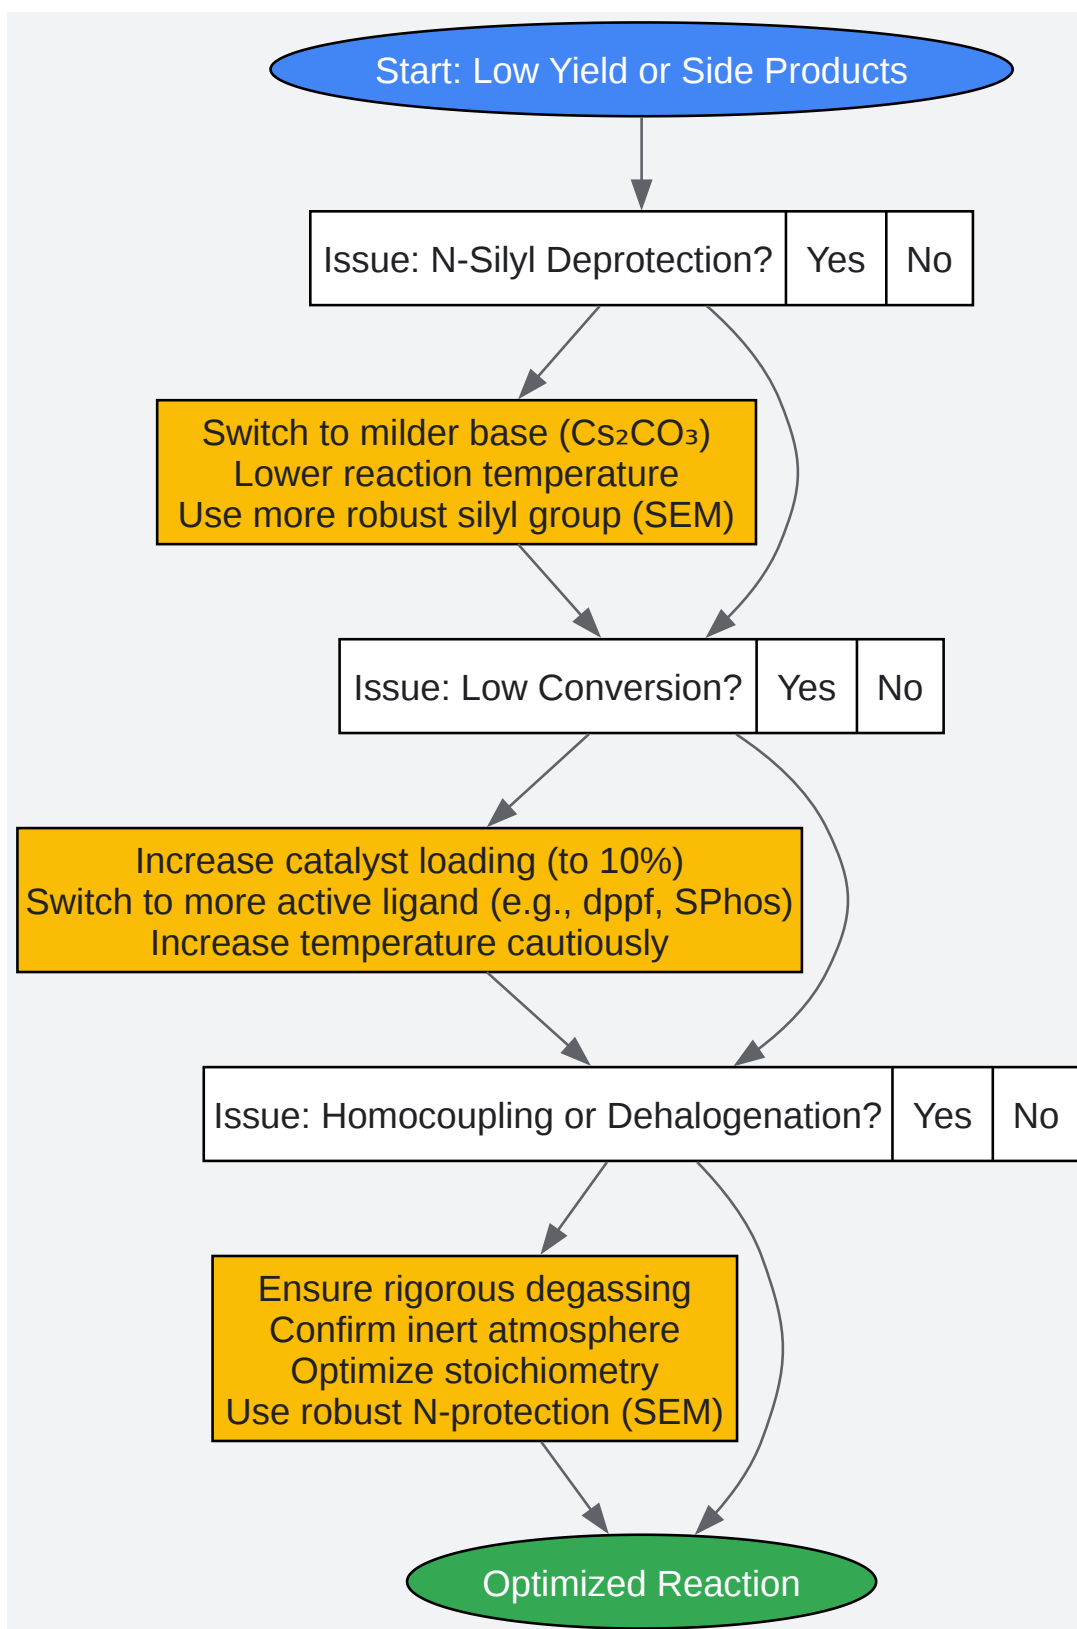 Start: Low Yield or Side Products
Issue: N-Silyl Deprotection? Yes No
Switch to milder base (Cs₂CO₃)
Lower reaction temperature
Use more robust silyl group (SEM)
Issue: Low Conversion? Yes No
Increase catalyst loading (to 10%)
Switch to more active ligand (e.g., dppf, SPhos)
Increase temperature cautiously
Issue: Homocoupling or Dehalogenation? Yes No
Ensure rigorous degassing
Confirm inert atmosphere
Optimize stoichiometry
Use robust N-protection (SEM)
Optimized Reaction